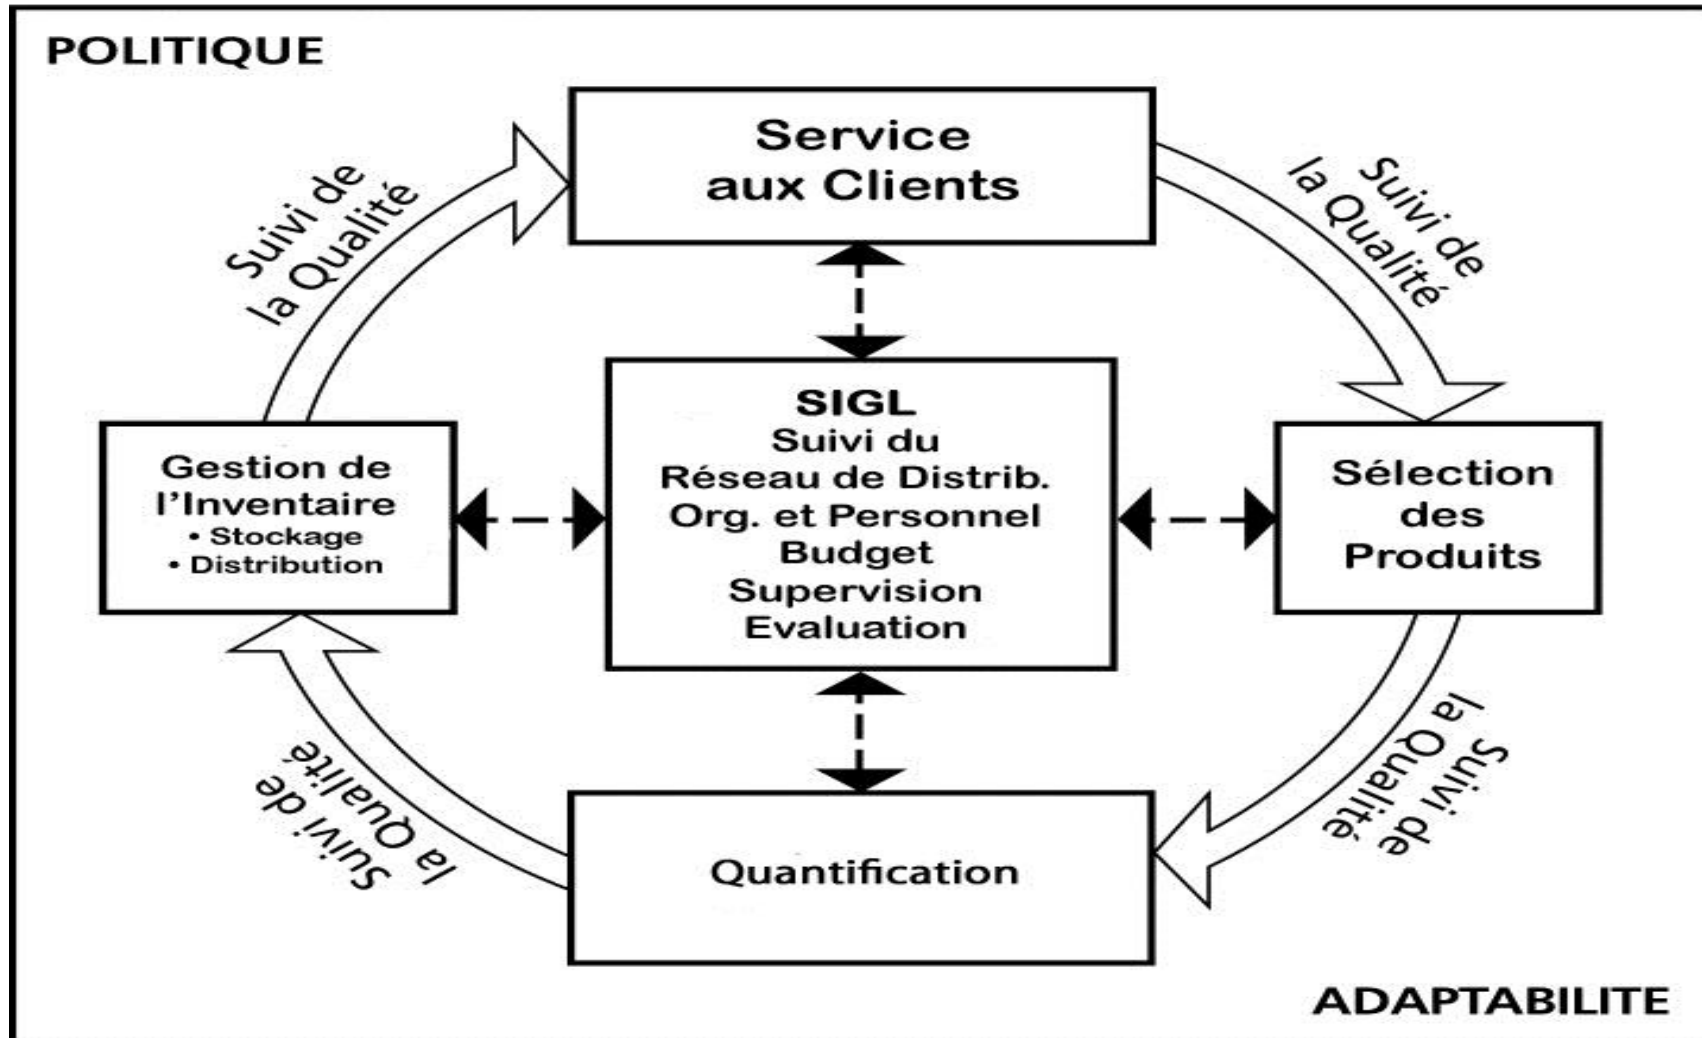 POLITIQUE
Service
aux Clients
Suivi de
la Qualité
Suivi de
la Qualité
SIGL
Suivi du
Réseau de Distrib.
Org. et Personnel
Budget
Supervision
Evaluation
Gestion de
l'Inventaire
• Stockage
• Distribution
Sélection
des
Produits
Suivi de
la Qualité
Suivi de
la Qualité
Quantification
ADAPTABILITE